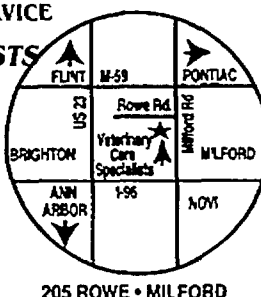 RVICE
STS
FLINT M-59 PONTIAC
US 23
Rowe Rd.
Milford Rd
Veterinary
Care
Specialists
BRIGHTON MILFORD
ANN
ARBOR
I-96
NOVI
205 ROWE • MILFORD